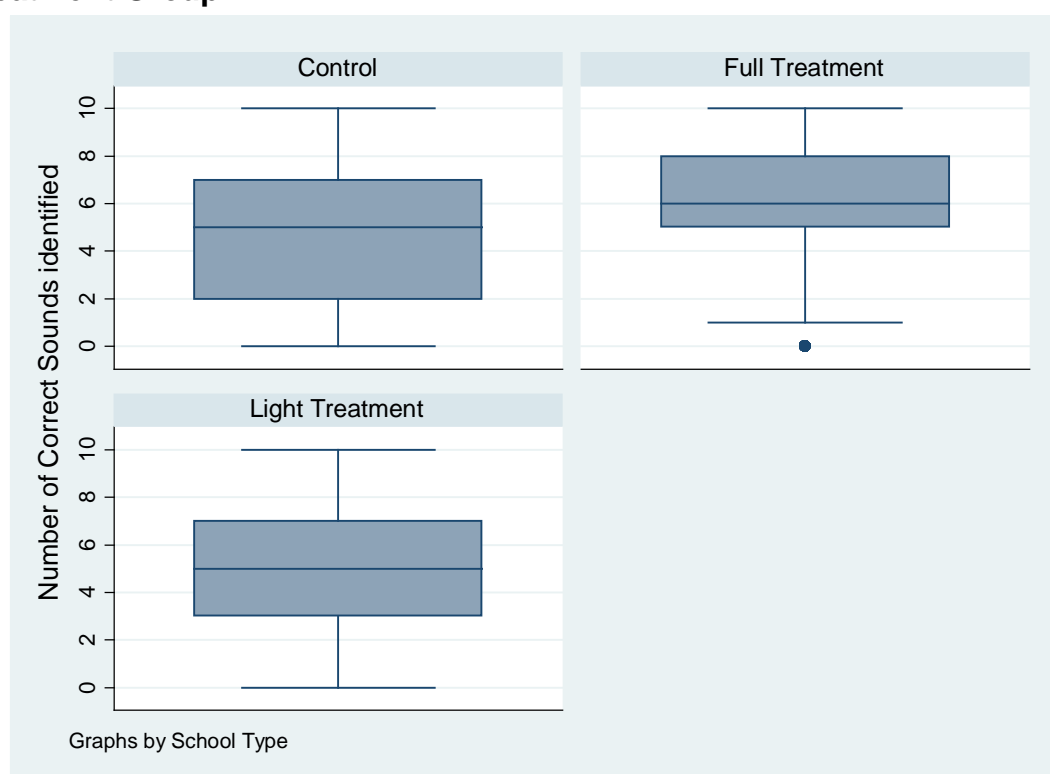 Control
Full Treatment
Number of Correct Sounds identified
10
8
6
4
2
0
Light Treatment
10
8
6
4
2
0
Graphs by School Type